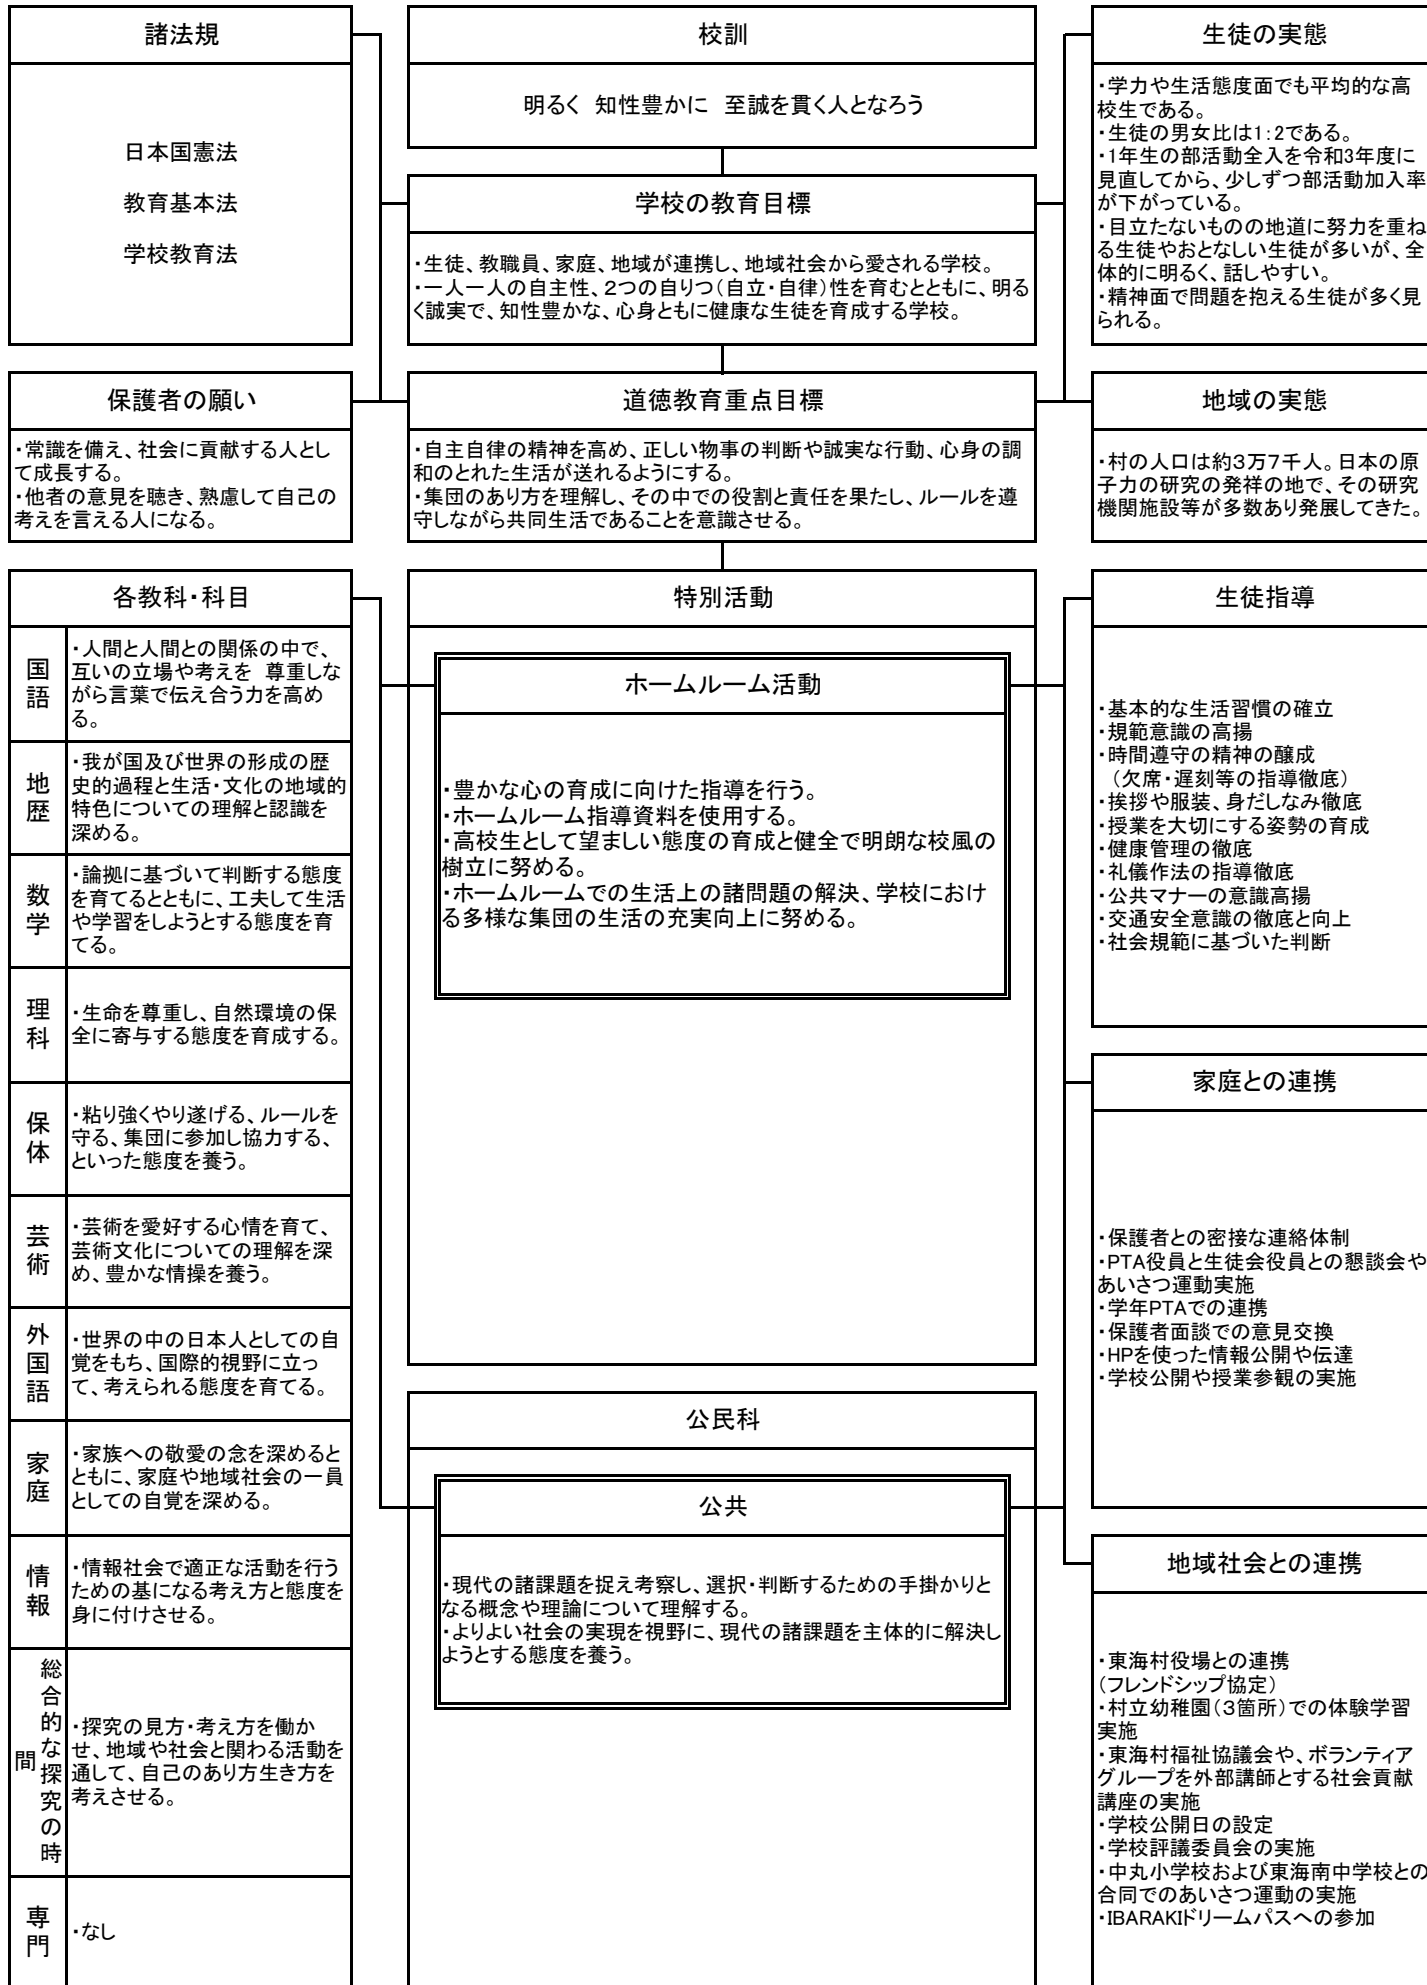 諸法規
日本国憲法
教育基本法
学校教育法
校訓
明るく 知性豊かに 至誠を貫く人となろう
生徒の実態
・学力や生活態度面でも平均的な高
校生である。
・生徒の男女比は1:2である。
・1年生の部活動全入を令和3年度に
見直してから、少しずつ部活動加入率
が下がっている。
・目立たないものの地道に努力を重ね
る生徒やおとなしい生徒が多いが、全
体的に明るく、話しやすい。
・精神面で問題を抱える生徒が多く見
られる。
学校の教育目標
・生徒、教職員、家庭、地域が連携し、地域社会から愛される学校。
・一人一人の自主性、2つの自りつ(自立・自律)性を育むとともに、明る
く誠実で、知性豊かな、心身ともに健康な生徒を育成する学校。
保護者の願い
・常識を備え、社会に貢献する人とし
て成長する。
・他者の意見を聴き、熟慮して自己の
考えを言える人になる。
道徳教育重点目標
・自主自律の精神を高め、正しい物事の判断や誠実な行動、心身の調
和のとれた生活が送れるようにする。
・集団のあり方を理解し、その中での役割と責任を果たし、ルールを遵
守しながら共同生活であることを意識させる。
地域の実態
・村の人口は約3万7千人。日本の原
子力の研究の発祥の地で、その研究
機関施設等が多数あり発展してきた。
各教科・科目
国語
・人間と人間との関係の中で、
互いの立場や考えを 尊重しな
がら言葉で伝え合う力を高め
る。
地歴
・我が国及び世界の形成の歴
史的過程と生活・文化の地域的
特色についての理解と認識を
深める。
数学
・論拠に基づいて判断する態度
を育てるとともに、工夫して生活
や学習をしようとする態度を育
てる。
理科
・生命を尊重し、自然環境の保
全に寄与する態度を育成する。
保体
・粘り強くやり遂げる、ルールを
守る、集団に参加し協力する、
といった態度を養う。
芸術
・芸術を愛好する心情を育て、
芸術文化についての理解を深
め、豊かな情操を養う。
外国語
・世界の中の日本人としての自
覚をもち、国際的視野に立っ
て、考えられる態度を育てる。
家庭
・家族への敬愛の念を深めると
ともに、家庭や地域社会の一員
としての自覚を深める。
情報
・情報社会で適正な活動を行う
ための基になる考え方と態度を
身に付けさせる。
総合的な探究の時
間
・探究の見方・考え方を働か
せ、地域や社会と関わる活動を
通して、自己のあり方生き方を
考えさせる。
専門
・なし
特別活動
ホームルーム活動
・豊かな心の育成に向けた指導を行う。
・ホームルーム指導資料を使用する。
・高校生として望ましい態度の育成と健全で明朗な校風の
樹立に努める。
・ホームルームでの生活上の諸問題の解決、学校におけ
る多様な集団の生活の充実向上に努める。
公民科
公共
・現代の諸課題を捉え考察し、選択・判断するための手掛かりと
なる概念や理論について理解する。
・よりよい社会の実現を視野に、現代の諸課題を主体的に解決し
ようとする態度を養う。
生徒指導
・基本的な生活習慣の確立
・規範意識の高揚
・時間遵守の精神の醸成
(欠席・遅刻等の指導徹底)
・挨拶や服装、身だしなみ徹底
・授業を大切にする姿勢の育成
・健康管理の徹底
・礼儀作法の指導徹底
・公共マナーの意識高揚
・交通安全意識の徹底と向上
・社会規範に基づいた判断
家庭との連携
・保護者との密接な連絡体制
・PTA役員と生徒会役員との懇談会や
あいさつ運動実施
・学年PTAでの連携
・保護者面談での意見交換
・HPを使った情報公開や伝達
・学校公開や授業参観の実施
地域社会との連携
・東海村役場との連携
(フレンドシップ協定)
・村立幼稚園(3箇所)での体験学習
実施
・東海村福祉協議会や、ボランティア
グループを外部講師とする社会貢献
講座の実施
・学校公開日の設定
・学校評議委員会の実施
・中丸小学校および東海南中学校との
合同でのあいさつ運動の実施
・IBARAKIドリームパスへの参加